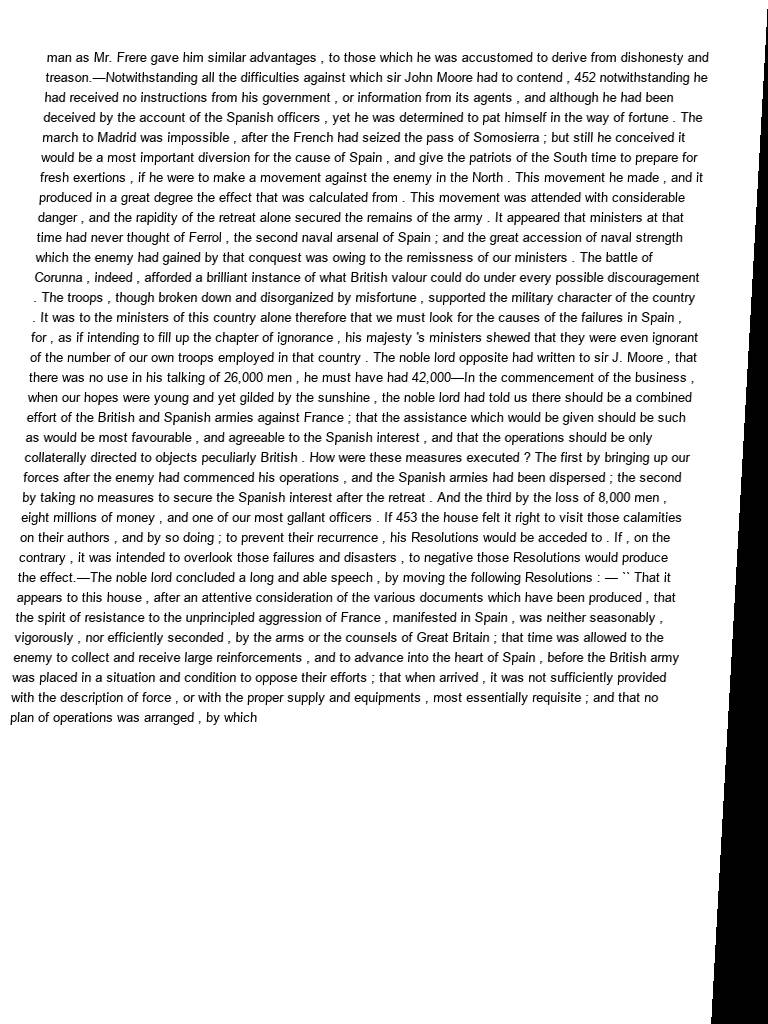 man as Mr. Frere gave him similar advantages , to those which he was accustomed to derive from dishonesty and
treason.—Notwithstanding all the difficulties against which sir John Moore had to contend , 452 notwithstanding he
had received no instructions from his government , or information from its agents , and although he had been
deceived by the account of the Spanish officers , yet he was determined to pat himself in the way of fortune . The
march to Madrid was impossible , after the French had seized the pass of Somosierra ; but still he conceived it
would be a most important diversion for the cause of Spain , and give the patriots of the South time to prepare for
fresh exertions , if he were to make a movement against the enemy in the North . This movement he made , and it
produced in a great degree the effect that was calculated from . This movement was attended with considerable
danger , and the rapidity of the retreat alone secured the remains of the army . It appeared that ministers at that
time had never thought of Ferrol , the second naval arsenal of Spain ; and the great accession of naval strength
which the enemy had gained by that conquest was owing to the remissness of our ministers . The battle of
Corunna , indeed , afforded a brilliant instance of what British valour could do under every possible discouragement
. The troops , though broken down and disorganized by misfortune , supported the military character of the country
. It was to the ministers of this country alone therefore that we must look for the causes of the failures in Spain ,
for , as if intending to fill up the chapter of ignorance , his majesty 's ministers shewed that they were even ignorant
of the number of our own troops employed in that country . The noble lord opposite had written to sir J. Moore , that
there was no use in his talking of 26,000 men , he must have had 42,000—In the commencement of the business ,
when our hopes were young and yet gilded by the sunshine , the noble lord had told us there should be a combined
effort of the British and Spanish armies against France ; that the assistance which would be given should be such
as would be most favourable , and agreeable to the Spanish interest , and that the operations should be only
collaterally directed to objects peculiarly British . How were these measures executed ? The first by bringing up our
forces after the enemy had commenced his operations , and the Spanish armies had been dispersed ; the second
by taking no measures to secure the Spanish interest after the retreat . And the third by the loss of 8,000 men ,
eight millions of money , and one of our most gallant officers . If 453 the house felt it right to visit those calamities
on their authors , and by so doing ; to prevent their recurrence , his Resolutions would be acceded to . If , on the
contrary , it was intended to overlook those failures and disasters , to negative those Resolutions would produce
the effect.—The noble lord concluded a long and able speech , by moving the following Resolutions : — `` That it
appears to this house , after an attentive consideration of the various documents which have been produced , that
the spirit of resistance to the unprincipled aggression of France , manifested in Spain , was neither seasonably ,
vigorously , nor efficiently seconded , by the arms or the counsels of Great Britain ; that time was allowed to the
enemy to collect and receive large reinforcements , and to advance into the heart of Spain , before the British army
was placed in a situation and condition to oppose their efforts ; that when arrived , it was not sufficiently provided
with the description of force , or with the proper supply and equipments , most essentially requisite ; and that no
plan of operations was arranged , by which